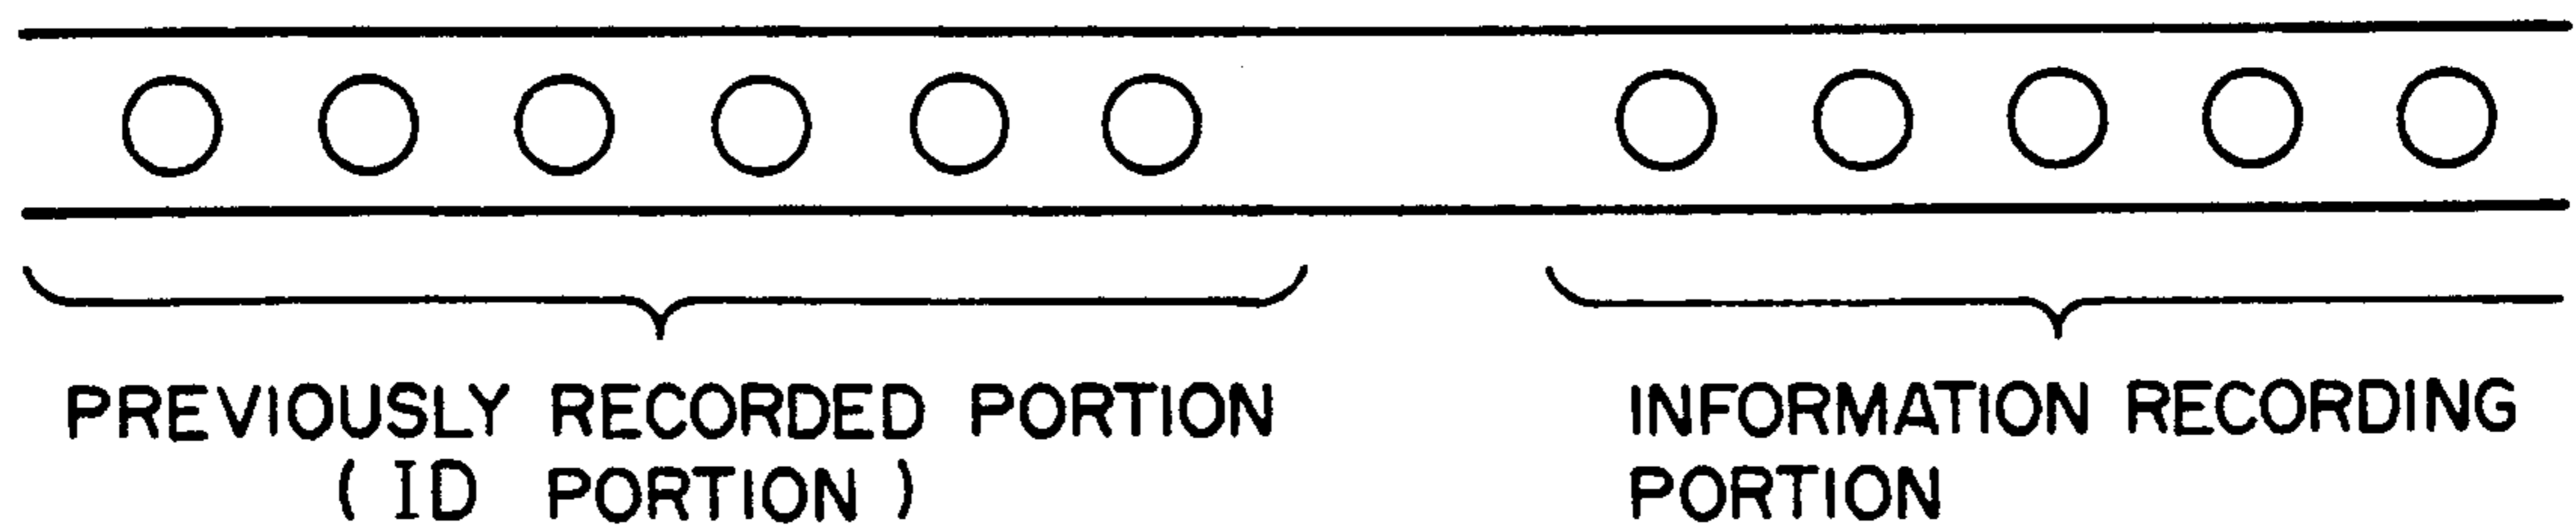 PREVIOUSLY RECORDED PORTION
( ID PORTION )
INFORMATION RECORDING
PORTION